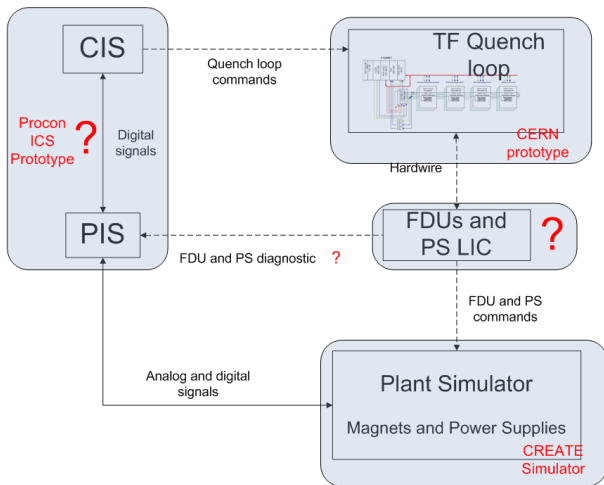 CIS
Quench loop
commands
TF Quench
loop
Procon
ICS
Prototype
?
Digital
signals
CERN
prototype
Hardwire
PIS
FDUs and
PS LIC
?
FDU and PS diagnostic ?
FDU and PS
commands
Analog and digital
signals
Plant Simulator
Magnets and Power Supplies
CREATE
Simulator